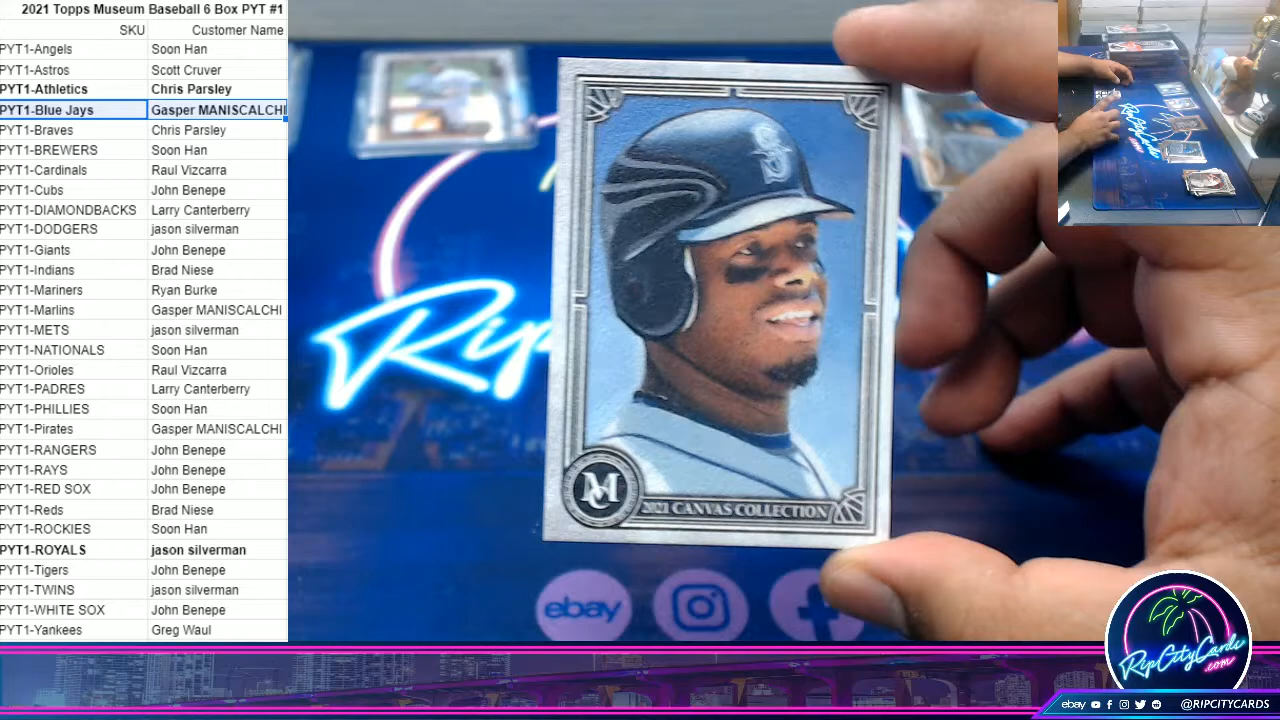 2021 Topps Museum Baseball 6 Box PYT #1
SKU Customer Name
PYT1-Angels Soon Han
PYT1-Astros Scott Cruver
PYT1-Athletics Chris Parsley
PYT1-Blue Jays Gasper MANISCALCHI
PYT1-Braves Chris Parsley
PYT1-BREWERS Soon Han
PYT1-Cardinals Raul Vizcarra
PYT1-Cubs John Benepe
PYT1-DIAMONDBACKS Larry Canterberry
PYT1-DODGERS jason silverman
PYT1-Giants John Benepe
PYT1-Indians Brad Niese
PYT1-Mariners Ryan Burke
PYT1-Marlins Gasper MANISCALCHI
PYT1-METS jason silverman
PYT1-NATIONALS Soon Han
PYT1-Orioles Raul Vizcarra
PYT1-PADRES Larry Canterberry
PYT1-PHILLIES Soon Han
PYT1-Pirates Gasper MANISCALCHI
PYT1-RANGERS John Benepe
PYT1-RAYS John Benepe
PYT1-RED SOX John Benepe
PYT1-Reds Brad Niese
PYT1-ROCKIES Soon Han
PYT1-ROYALS jason silverman
PYT1-Tigers John Benepe
PYT1-TWINS jason silverman
PYT1-WHITE SOX John Benepe
PYT1-Yankees Greg Waul
S
Rip
MC
2021 CANVAS COLLECTION
ebay
RipCityCards
.com
ebay @RIPCITYCARDS